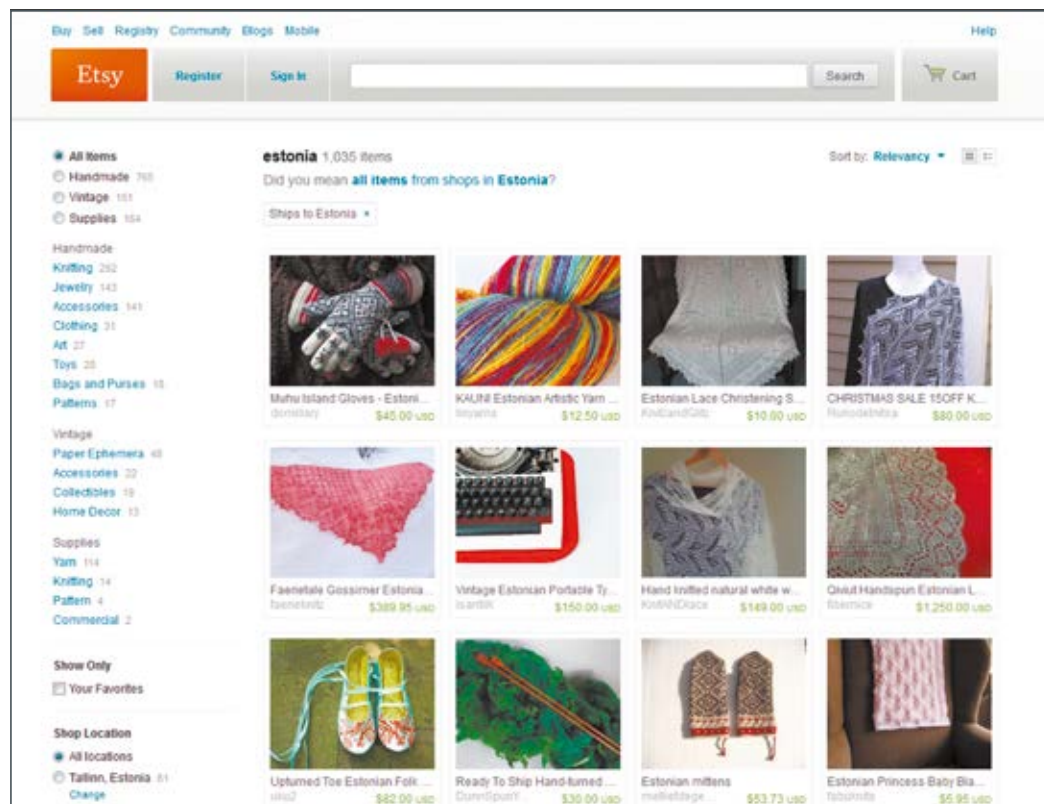 Buy Sell Registry Community Blogs Mobile
Help
Etsy
Register
Sign In
Search
Cart
All Items
Handmade 765
Vintage 151
Supplies 164
Handmade
Knitting 262
Jewelry 143
Accessories 141
Clothing 31
Art 27
Toys
Bags and Purses
Patterns 17
Vintage
Paper Ephemera
Accessories 22
Collectibles 19
Home Decor 13
Supplies
Yarn 114
Knitting 14
Pattern 4
Commercial 2
Show Only
Your Favorites
Shop Location
All locations
Tallinn, Estonia
Change
estonia 1,035 items
Sort by: Relevancy
Did you mean all items from shops in Estonia?
Ships to Estonia ×
Muhu Island Gloves - Estoni...
$45.00 USD
KAUNI Estonian Artistic Yarn ...
$12.50 USD
Estonian Lace Christening S...
KnitzandGlitz
$10.00 USD
CHRISTMAS SALE 15OFF K...
$80.00 USD
Faerietale Gossimer Estonia...
faerieknitz
$389.95 USD
Vintage Estonian Portable Ty...
$150.00 USD
Hand knitted natural white w...
KnitANDlace
$149.00 USD
Qiviut Handspun Estonian L...
$1,250.00 USD
Upturned Toe Estonian Folk ...
$82.00 USD
Ready To Ship Hand-turned ...
$30.00 USD
Estonian mittens
$53.73 USD
Estonian Princess Baby Bla...
$5.95 USD